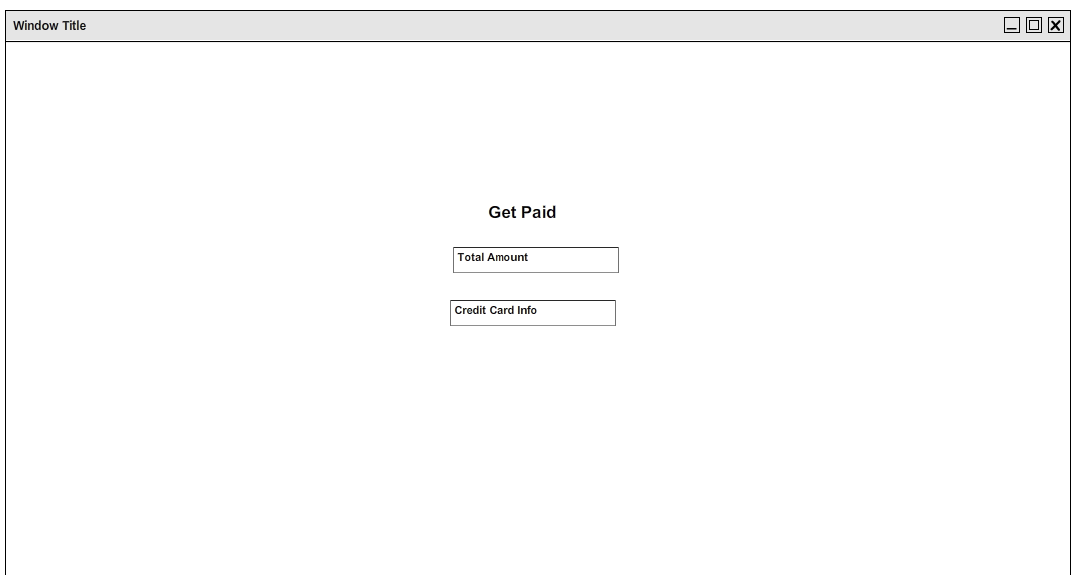 Window Title
Get Paid
Total Amount
Credit Card Info